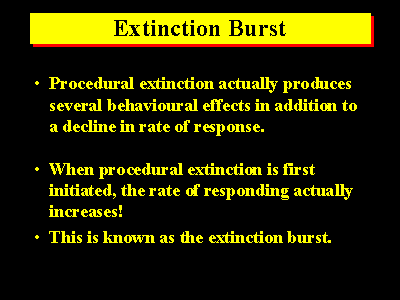 Extinction Burst
• Procedural extinction actually produces
several behavioural effects in addition to
a decline in rate of response.
• When procedural extinction is first
initiated, the rate of responding actually
increases!
• This is known as the extinction burst.